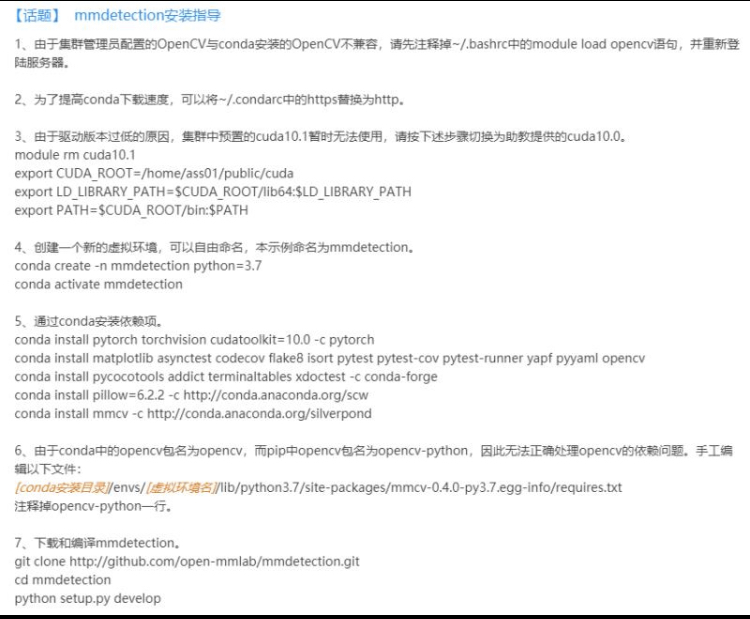 【话题】 mmdetection安装指导
1、由于集群管理员配置的OpenCV与conda安装的OpenCV不兼容，请先注释掉~/.bashrc中的module load opencv语句，并重新登
陆服务器。
2、为了提高conda下载速度，可以将~/.condarc中的https替换为http。
3、由于驱动版本过低的原因，集群中预置的cuda10.1暂时无法使用，请按下述步骤切换为助教提供的cuda10.0。
module rm cuda10.1
export CUDA_ROOT=/home/ass01/public/cuda
export LD_LIBRARY_PATH=$CUDA_ROOT/lib64:$LD_LIBRARY_PATH
export PATH=$CUDA_ROOT/bin:$PATH
4、创建一个新的虚拟环境，可以自由命名，本示例命名为mmdetection。
conda create -n mmdetection python=3.7
conda activate mmdetection
5、通过conda安装依赖项。
conda install pytorch torchvision cudatoolkit=10.0 -c pytorch
conda install matplotlib asynctest codecov flake8 isort pytest pytest-cov pytest-runner yapf pyyaml opencv
conda install pycocotools addict terminaltables xdoctest -c conda-forge
conda install pillow=6.2.2 -c http://conda.anaconda.org/scw
conda install mmcv -c http://conda.anaconda.org/silverpond
6、由于conda中的opencv包名为opencv，而pip中opencv包名为opencv-python，因此无法正确处理opencv的依赖问题。手工编
辑以下文件：
[conda安装目录]/envs/[虚拟环境名]/lib/python3.7/site-packages/mmcv-0.4.0-py3.7.egg-info/requires.txt
注释掉opencv-python一行。
7、下载和编译mmdetection。
git clone http://github.com/open-mmlab/mmdetection.git
cd mmdetection
python setup.py develop